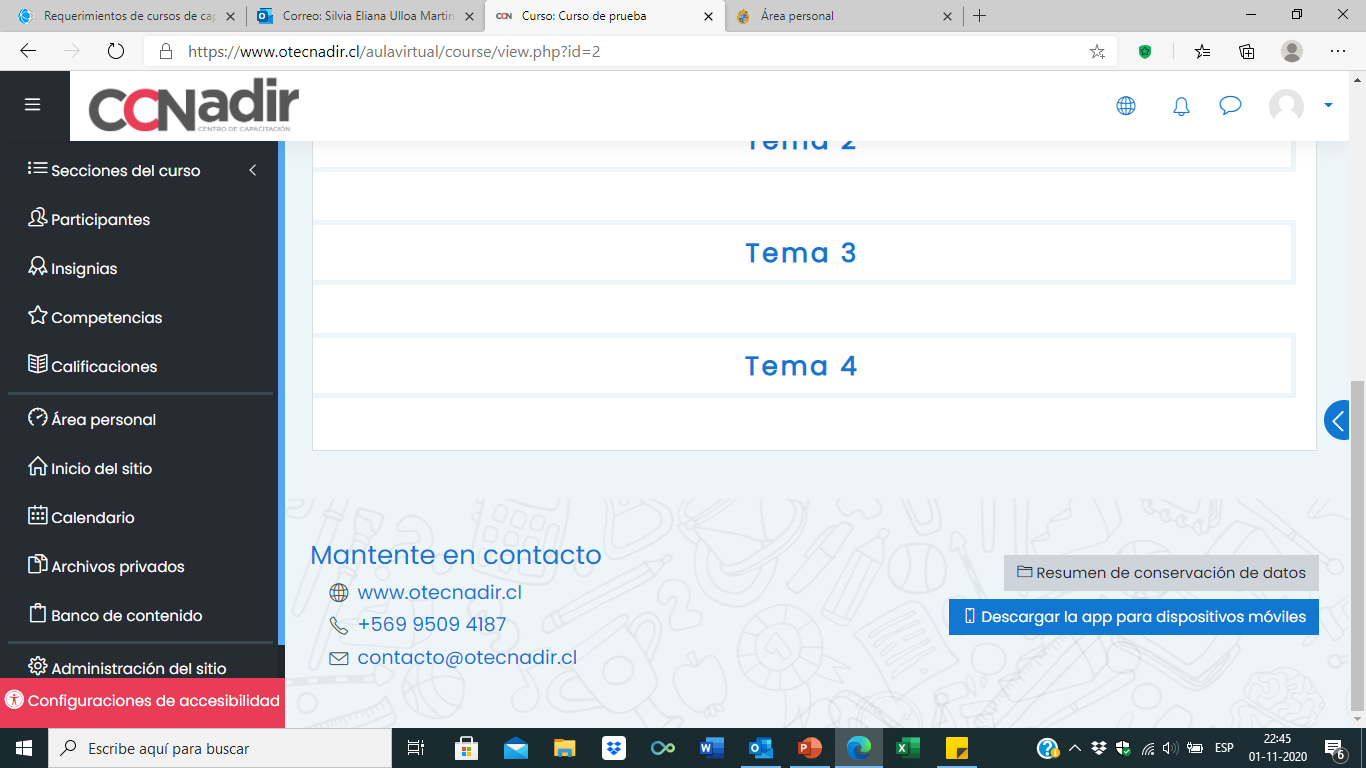 Requerimientos de cursos de cap
Correo: Silvia Eliana Ulloa Martin
CCN Curso: Curso de prueba
Área personal
https://www.otecnadir.cl/aulavirtual/course/view.php?id=2
CCNadir
CENTRO DE CAPACITACIÓN
Secciones del curso
Participantes
Insignias
Competencias
Calificaciones
Área personal
Inicio del sitio
Calendario
Archivos privados
Banco de contenido
Administración del sitio
Configuraciones de accesibilidad
Tema 2
Tema 3
Tema 4
Mantente en contacto
www.otecnadir.cl
+569 9509 4187
contacto@otecnadir.cl
Resumen de conservación de datos
Descargar la app para dispositivos móviles
Escribe aquí para buscar
ESP
22:45
01-11-2020
6